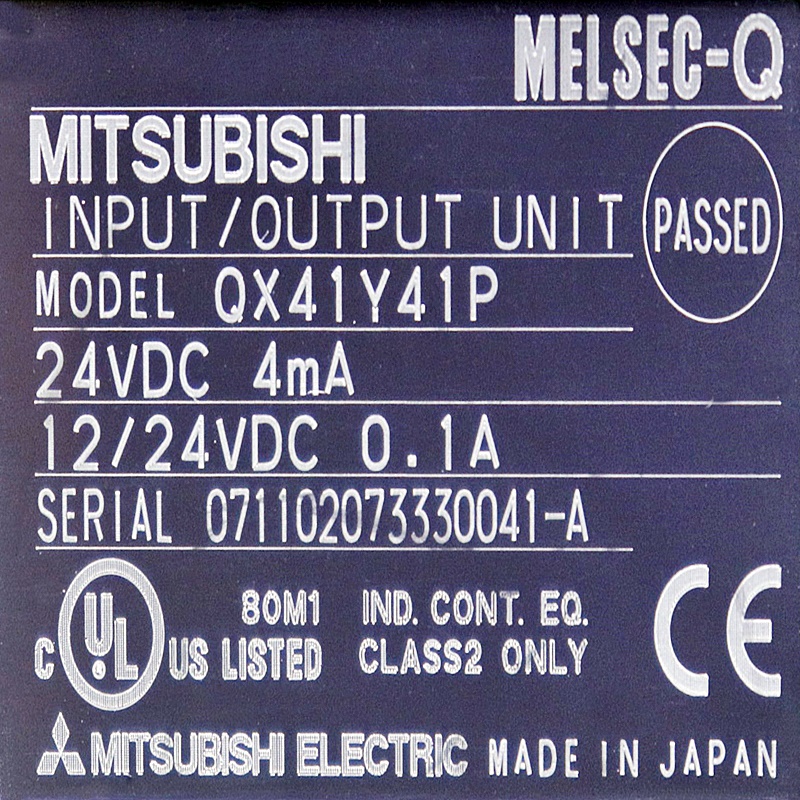 MELSEC-Q
MITSUBISHI
INPUT/OUTPUT UNIT
PASSED
MODEL QX41Y41P
24VDC 4mA
12/24VDC 0.1A
SERIAL 071102073330041-A
C UL US LISTED 80M1 IND. CONT. EQ.
CLASS2 ONLY
CE
MITSUBISHI ELECTRIC MADE IN JAPAN